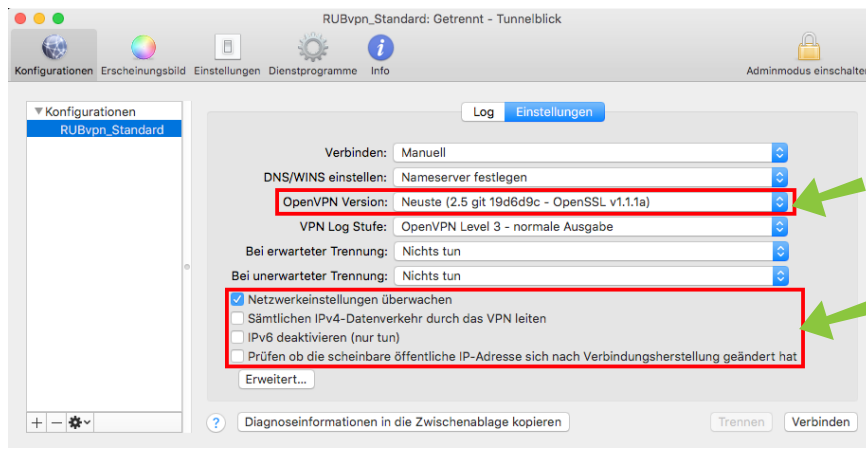 RUBvpn_Standard: Getrennt - Tunnelblick
Konfigurationen Erscheinungsbild Einstellungen Dienstprogramme Info Adminmodus einschalten
Konfigurationen
RUBvpn_Standard
Log Einstellungen
Verbinden: Manuell
DNS/WINS einstellen: Nameserver festlegen
OpenVPN Version: Neuste (2.5 git 19d6d9c - OpenSSL v1.1.1a)
VPN Log Stufe: OpenVPN Level 3 - normale Ausgabe
Bei erwarteter Trennung: Nichts tun
Bei unerwarteter Trennung: Nichts tun
Netzwerkeinstellungen überwachen
Sämtlichen IPv4-Datenverkehr durch das VPN leiten
IPv6 deaktivieren (nur tun)
Prüfen ob die scheinbare öffentliche IP-Adresse sich nach Verbindungsherstellung geändert hat
Erweitert...
? Diagnoseinformationen in die Zwischenablage kopieren Trennen Verbinden